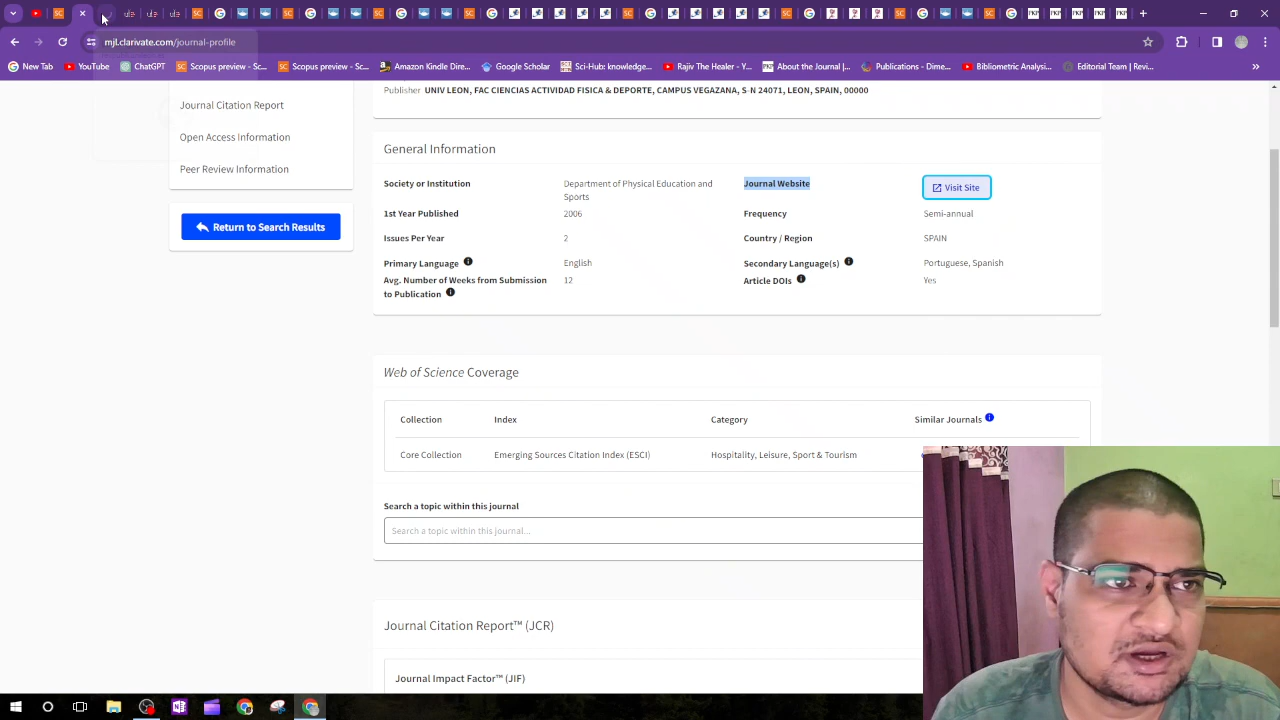 mjl.clarivate.com/journal-profile
New Tab
YouTube
ChatGPT
Scopus preview - Sc...
Scopus preview - Sc...
Amazon Kindle Dire...
Google Scholar
Sci-Hub: knowledge...
Rajiv The Healer - Y...
About the Journal |...
Publications - Dime...
Bibliometric Analysi...
Editorial Team | Revi...
Journal Citation Report
Open Access Information
Peer Review Information
Return to Search Results
Publisher UNIV LEON, FAC CIENCIAS ACTIVIDAD FISICA & DEPORTE, CAMPUS VEGAZANA, S-N 24071, LEON, SPAIN, 00000
General Information
Society or Institution
Department of Physical Education and
Sports
Journal Website
Visit Site
1st Year Published
2006
Frequency
Semi-annual
Issues Per Year
2
Country / Region
SPAIN
Primary Language
English
Secondary Language(s)
Portuguese, Spanish
Avg. Number of Weeks from Submission
to Publication
12
Article DOIs
Yes
Web of Science Coverage
Collection
Index
Category
Similar Journals
Core Collection
Emerging Sources Citation Index (ESCI)
Hospitality, Leisure, Sport & Tourism
Search a topic within this journal
Search a topic within this journal...
Journal Citation Report™ (JCR)
Journal Impact Factor™ (JIF)